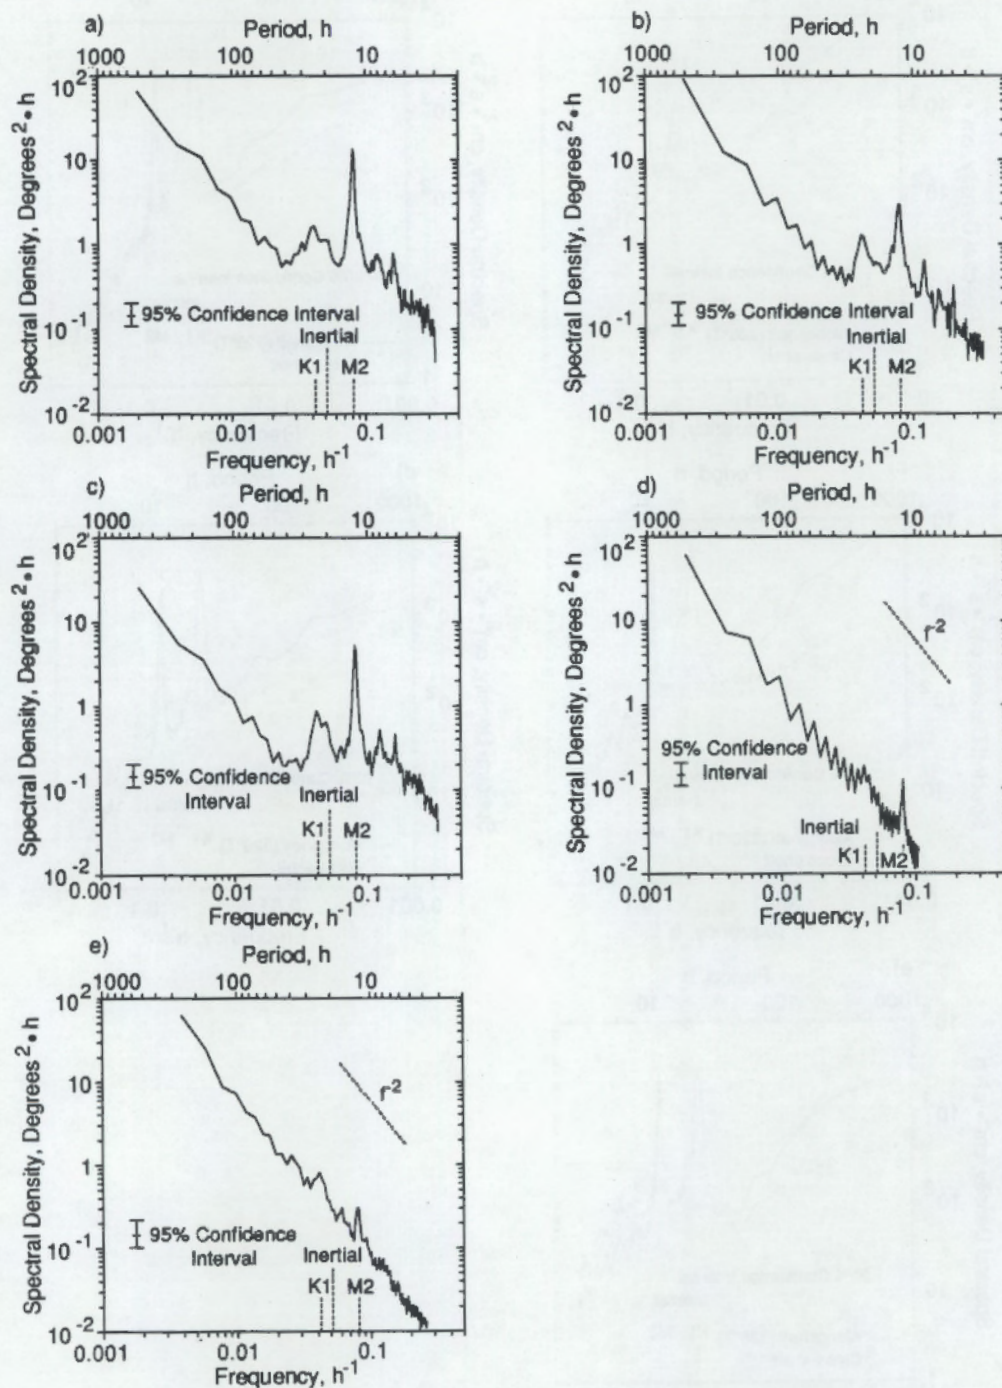 a)
Period, h
1000 100 10
10²
10
1
10⁻¹
10⁻²
Spectral Density, Degrees²•h
95% Confidence Interval
Inertial
K1 M2
0.001 0.01 0.1
Frequency, h⁻¹
b)
Period, h
1000 100 10
10²
10
1
10⁻¹
10⁻²
Spectral Density, Degrees²•h
95% Confidence Interval
Inertial
K1 M2
0.001 0.01 0.1
Frequency, h⁻¹
c)
Period, h
1000 100 10
10²
10
1
10⁻¹
10⁻²
Spectral Density, Degrees²•h
95% Confidence
Interval
Inertial
K1 M2
0.001 0.01 0.1
Frequency, h⁻¹
d)
Period, h
1000 100 10
10²
10
1
10⁻¹
10⁻²
Spectral Density, Degrees²•h
f⁻²
95% Confidence
Interval
Inertial
K1 M2
0.001 0.01 0.1
Frequency, h⁻¹
e)
Period, h
1000 100 10
10²
10
1
10⁻¹
10⁻²
Spectral Density, Degrees²•h
f⁻²
95% Confidence
Interval
Inertial
K1 M2
0.001 0.01 0.1
Frequency, h⁻¹